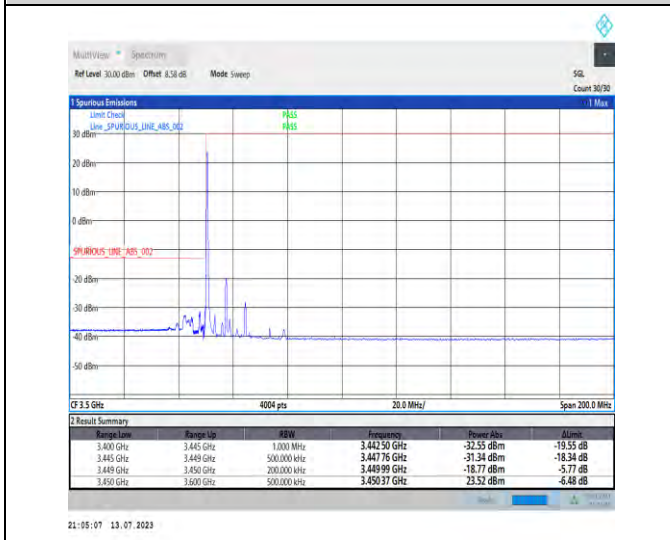 MultiView Spectrum
Ref Level 30.00 dBm Offset 8.58 dB Mode Sweep SGL
Count 30/30
1 Spurious Emissions 1 Max
Limit Check PASS
Line _SPURIOUS_LINE_ABS_002 PASS
30 dBm
20 dBm
10 dBm
0 dBm
SPURIOUS_LINE_ABS_002
-20 dBm
-30 dBm
-40 dBm
-50 dBm
CF 3.5 GHz 4004 pts 20.0 MHz/ Span 200.0 MHz
2 Result Summary
Range Low Range Up RBW Frequency Power Abs ΔLimit
3.400 GHz 3.445 GHz 1.000 MHz 3.442 50 GHz -32.55 dBm -19.55 dB
3.445 GHz 3.449 GHz 500.000 kHz 3.447 76 GHz -31.34 dBm -18.34 dB
3.449 GHz 3.450 GHz 200.000 kHz 3.449 99 GHz -18.77 dBm -5.77 dB
3.450 GHz 3.600 GHz 500.000 kHz 3.450 37 GHz 23.52 dBm -6.48 dB
Ready
21:05:07 13.07.2023